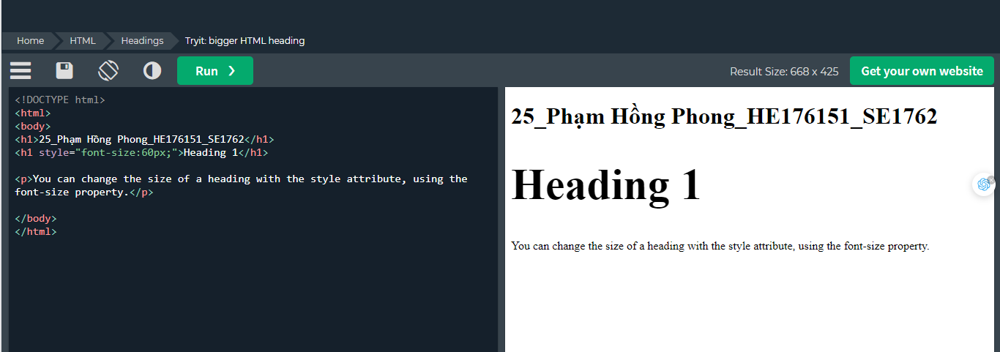 Home HTML Headings Tryit: bigger HTML heading
Run ❯ Result Size: 668 x 425 Get your own website
<!DOCTYPE html>
<html>
<body>
<h1>25_Phạm Hồng Phong_HE176151_SE1762</h1>
<h1 style="font-size:60px;">Heading 1</h1>
<p>You can change the size of a heading with the style attribute, using the
font-size property.</p>
</body>
</html>
25_Phạm Hồng Phong_HE176151_SE1762
Heading 1
You can change the size of a heading with the style attribute, using the font-size property.